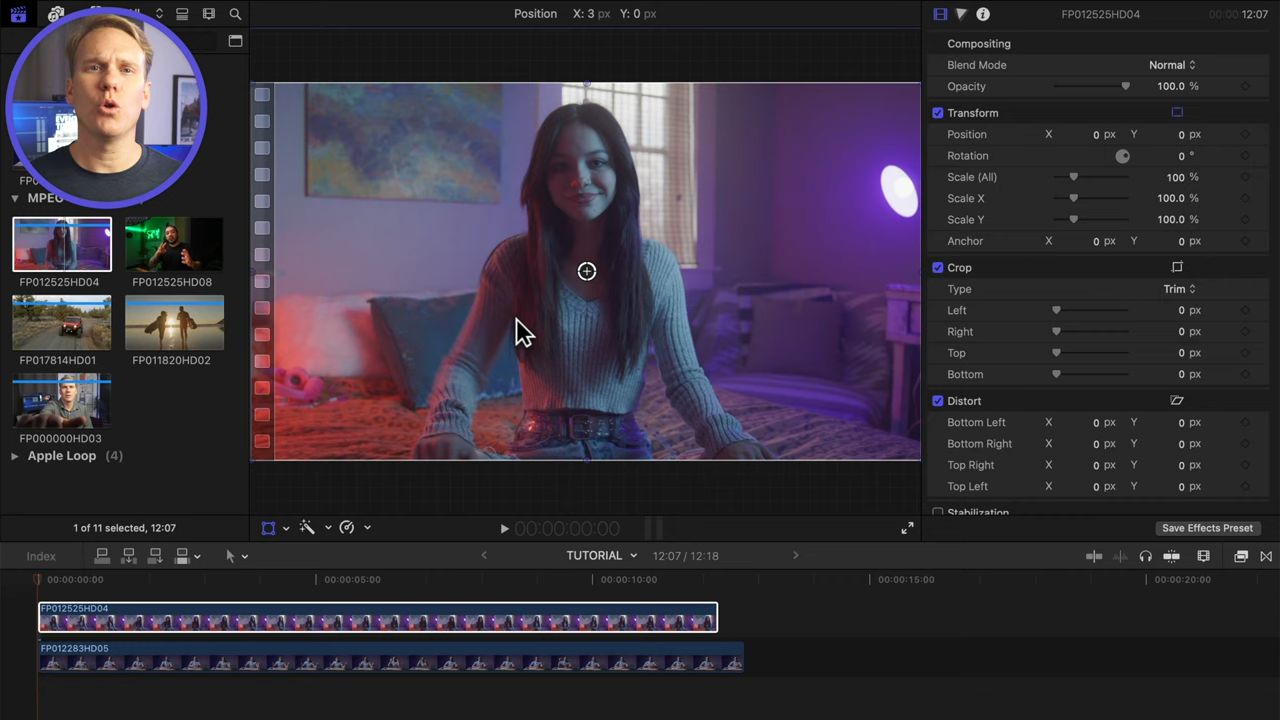 Position X: 3 px Y: 0 px
FP012525HD04 00:00:00:12:07
Compositing
Blend Mode Normal
Opacity 100.0 %
Transform
Position X 0 px Y 0 px
Rotation 0 °
Scale (All) 100 %
Scale X 100.0 %
Scale Y 100.0 %
Anchor X 0 px Y 0 px
Crop
Type Trim
Left 0 px
Right 0 px
Top 0 px
Bottom 0 px
Distort
Bottom Left X 0 px Y 0 px
Bottom Right X 0 px Y 0 px
Top Right X 0 px Y 0 px
Top Left X 0 px Y 0 px
Stabilization
Save Effects Preset
MPEG
FP012525HD04 FP012525HD08
FP017814HD01 FP011820HD02
FP000000HD03
Apple Loop (4)
1 of 11 selected, 12:07
00:00:00:00
Index
TUTORIAL 12:07 / 12:18
00:00:00:00 00:00:05:00 00:00:10:00 00:00:15:00 00:00:20:00
FP012525HD04
FP012283HD05